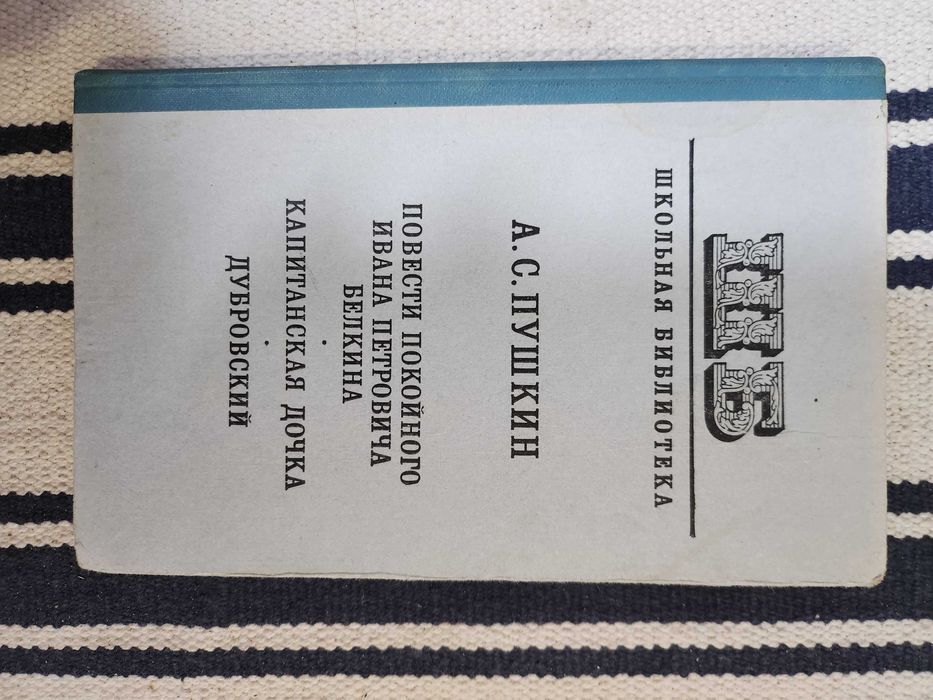 ШБ
ШКОЛЬНАЯ БИБЛИОТЕКА
А. С. ПУШКИН
ПОВЕСТИ ПОКОЙНОГО
ИВАНА ПЕТРОВИЧА
БЕЛКИНА
·
КАПИТАНСКАЯ ДОЧКА
·
ДУБРОВСКИЙ